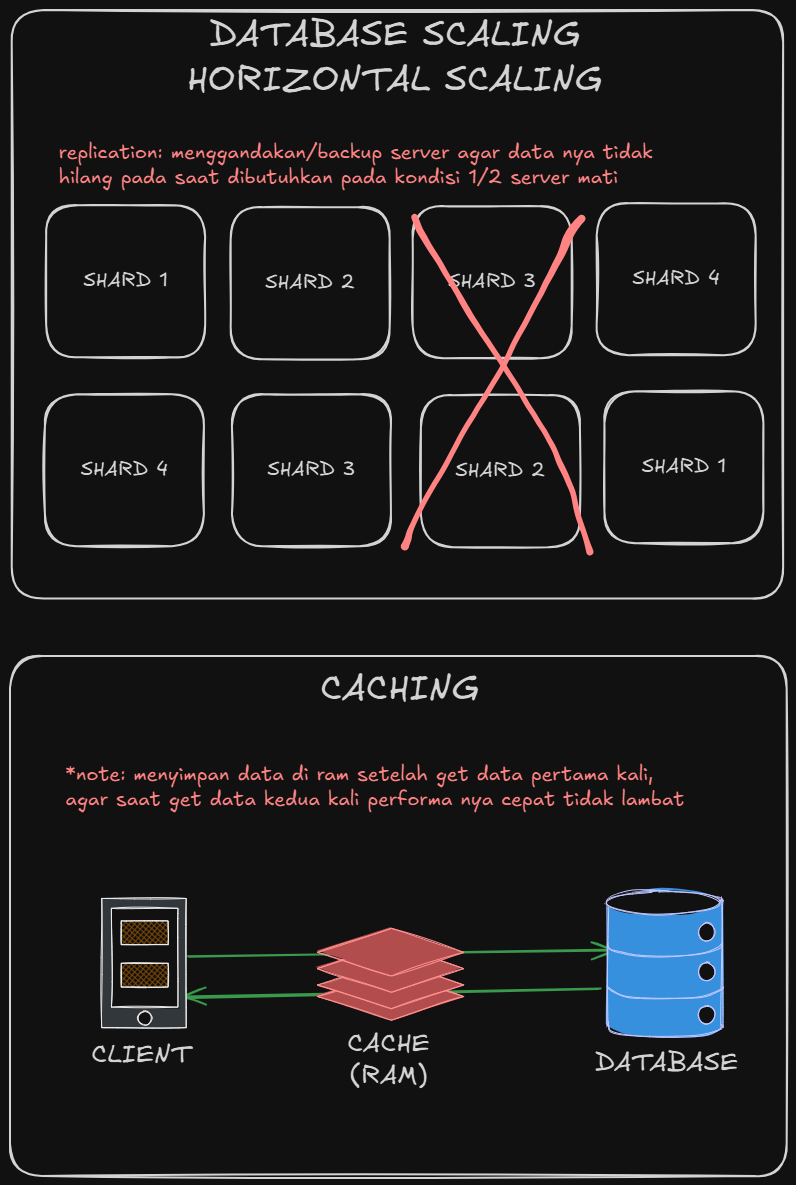 DATABASE SCALING
HORIZONTAL SCALING
replication: menggandakan/backup server agar data nya tidak
hilang pada saat dibutuhkan pada kondisi 1/2 server mati
SHARD 1
SHARD 2
SHARD 3
SHARD 4
SHARD 4
SHARD 3
SHARD 2
SHARD 1
CACHING
*note: menyimpan data di ram setelah get data pertama kali,
agar saat get data kedua kali performa nya cepat tidak lambat
CLIENT
CACHE
(RAM)
DATABASE